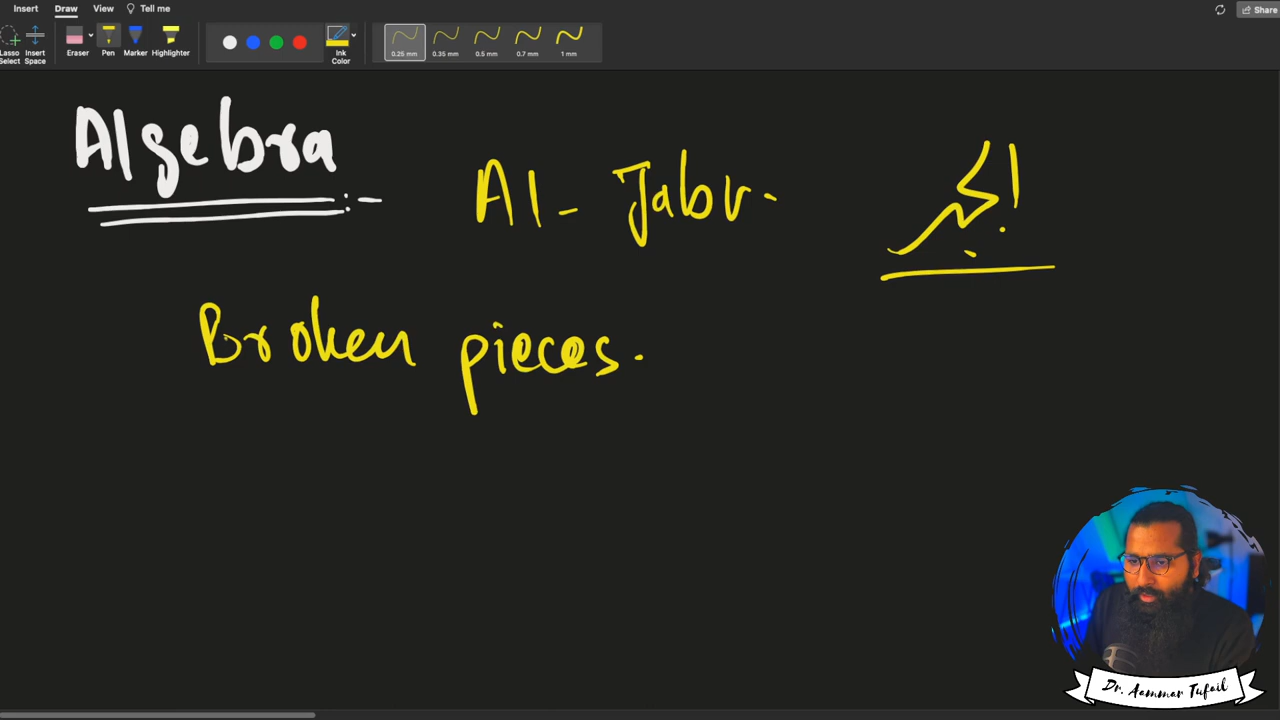 Insert Draw View Tell me Share
Lasso Select Insert Space Eraser Pen Marker Highlighter Ink Color 0.25 mm 0.35 mm 0.5 mm 0.7 mm 1 mm
Algebra :-
Al-Jabr. الجبر
Broken pieces.
Dr. Aammar Tufail